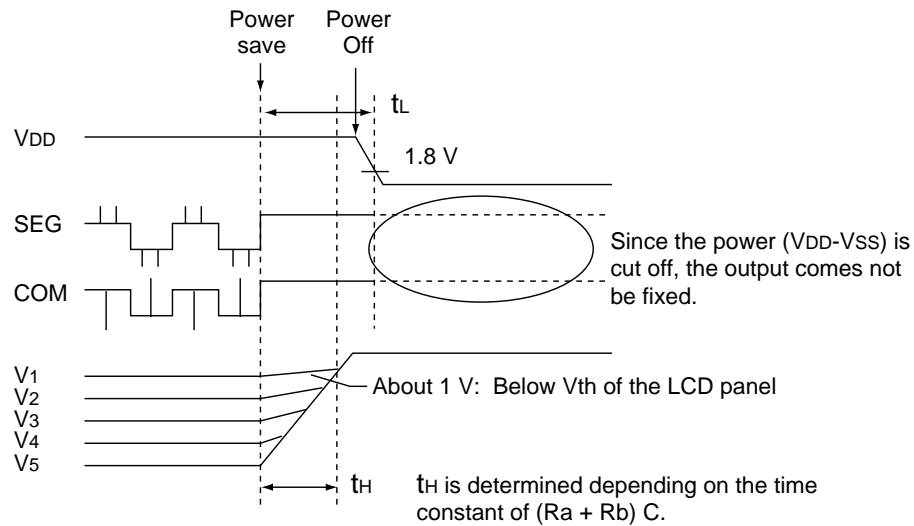 Power
save
Power
Off
tL
VDD
1.8 V
SEG
Since the power (VDD-VSS) is
cut off, the output comes not
be fixed.
COM
V1
About 1 V: Below Vth of the LCD panel
V2
V3
V4
V5
tH
tH is determined depending on the time
constant of (Ra + Rb) C.